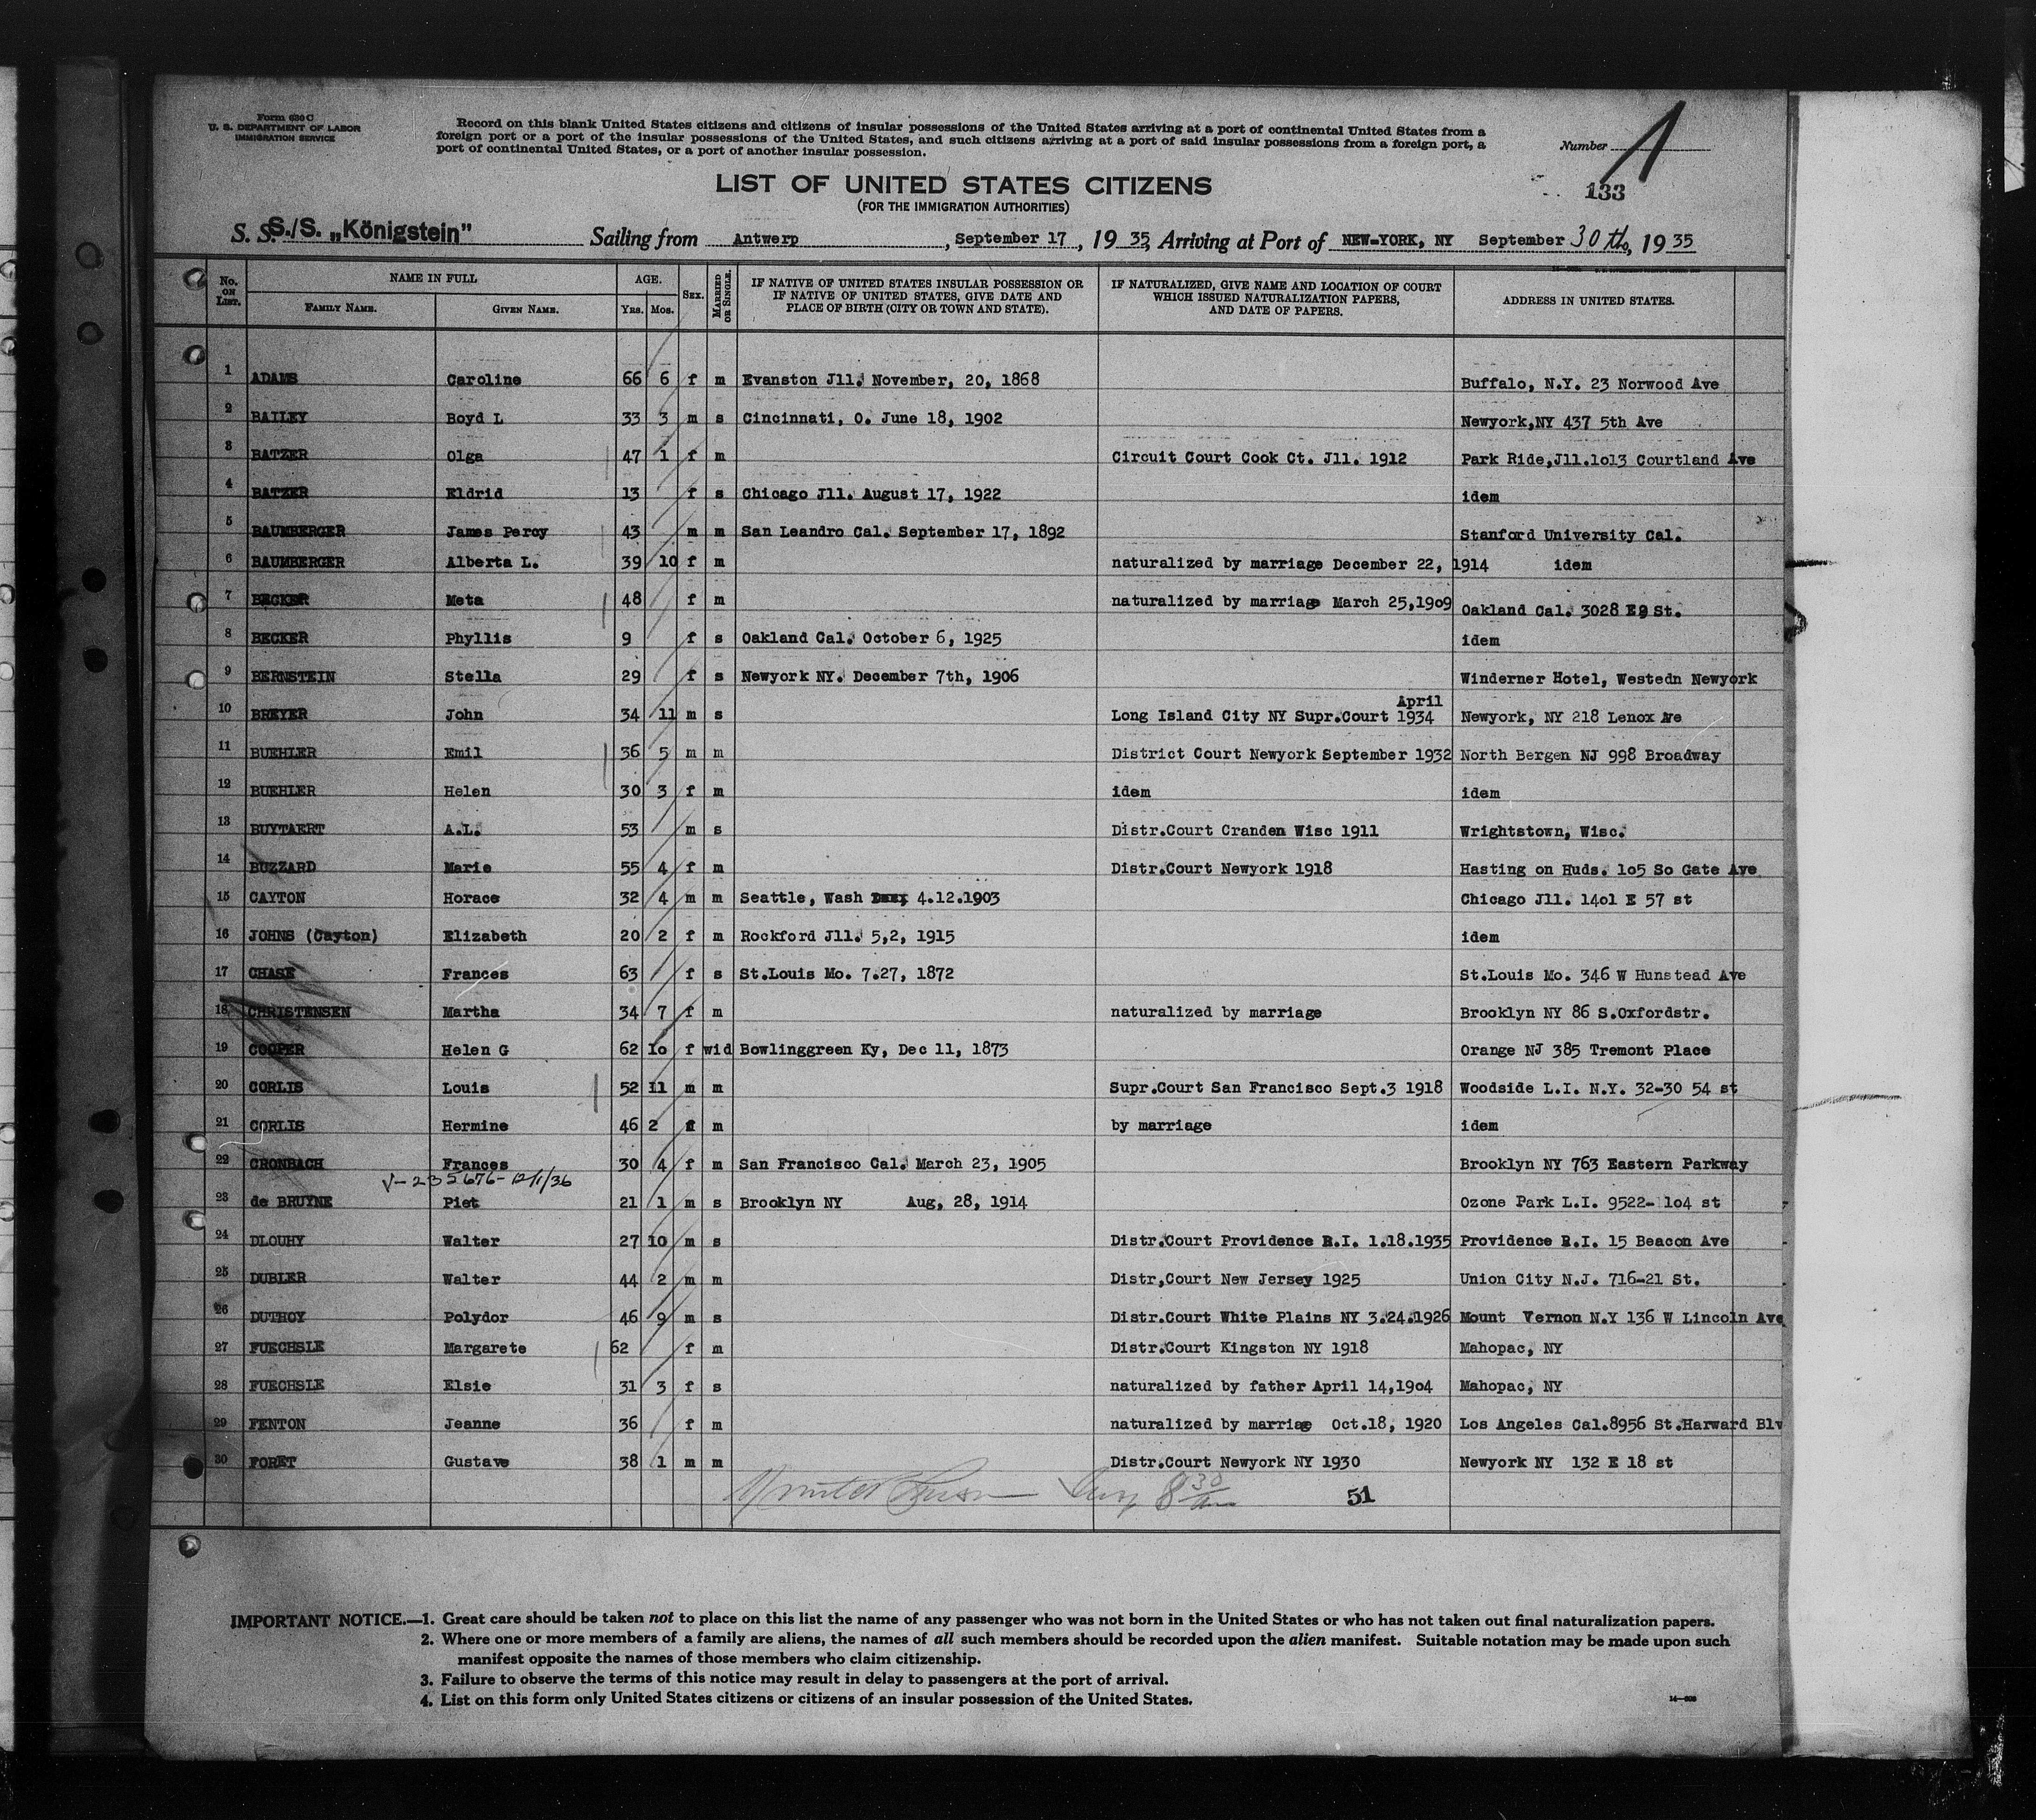 Form 630 C
U. S. DEPARTMENT OF LABOR
IMMIGRATION SERVICE
Record on this blank United States citizens and citizens of insular possessions of the United States arriving at a port of continental United States from a
foreign port or a port of the insular possessions of the United States, and such citizens arriving at a port of said insular possessions from a foreign port, a
port of continental United States, or a port of another insular possession.
Number 1
133
LIST OF UNITED STATES CITIZENS
(FOR THE IMMIGRATION AUTHORITIES)
S. S. S./S. „Königstein" Sailing from Antwerp, September 17, 1935, Arriving at Port of NEW-YORK, NY September 30th, 1935
No. ON LIST. NAME IN FULL FAMILY NAME. GIVEN NAME. AGE. YRS. MOS. SEX. MARRIED OR SINGLE. IF NATIVE OF UNITED STATES INSULAR POSSESSION OR IF NATIVE OF UNITED STATES, GIVE DATE AND PLACE OF BIRTH (CITY OR TOWN AND STATE). IF NATURALIZED, GIVE NAME AND LOCATION OF COURT WHICH ISSUED NATURALIZATION PAPERS, AND DATE OF PAPERS. ADDRESS IN UNITED STATES.
1 ADAMS Caroline 66 6 f m Evanston Jll. November, 20, 1868 Buffalo, N.Y. 23 Norwood Ave
2 BAILEY Boyd L 33 3 m s Cincinnati, O. June 18, 1902 Newyork,NY 437 5th Ave
3 BATZER Olga 47 1 f m Circuit Court Cook Ct. Jll. 1912 Park Ride,Jll.1o13 Courtland Ave
4 BATZER Eldrid 13 f s Chicago Jll. August 17, 1922 idem
5 BAUMBERGER James Percy 43 m m San Leandro Cal. September 17, 1892 Stanford University Cal.
6 BAUMBERGER Alberta L. 39 10 f m naturalized by marriage December 22, 1914 idem
7 BECKER Meta 48 f m naturalized by marriage March 25,19o9 Oakland Cal. 3028 E9 St.
8 BECKER Phyllis 9 f s Oakland Cal. October 6, 1925 idem
9 BERNSTEIN Stella 29 f s Newyork NY. December 7th, 1906 Winderner Hotel, Westedn Newyork
10 BREYER John 34 11 m s Long Island City NY Supr.Court April 1934 Newyork, NY 218 Lenox Ave
11 BUEHLER Emil 36 5 m m District Court Newyork September 1932 North Bergen NJ 998 Broadway
12 BUEHLER Helen 30 3 f m idem idem
13 BUYTAERT A.L. 53 m s Distr.Court Cranden Wisc 1911 Wrightstown, Wisc.
14 BUZZARD Marie 55 4 f m Distr.Court Newyork 1918 Hasting on Huds. 1o5 So Gate Ave
15 CAYTON Horace 32 4 m m Seattle, Wash 4.12.1903 Chicago Jll. 14o1 E 57 st
16 JOHNS (Cayton) Elizabeth 20 2 f m Rockford Jll. 5,2, 1915 idem
17 CHASE Frances 63 f s St.Louis Mo. 7.27, 1872 St.Louis Mo. 346 W Hunstead Ave
18 CHRISTENSEN Martha 34 7 f m naturalized by marriage Brooklyn NY 86 S.Oxfordstr.
19 COOPER Helen G 62 1o f wid Bowlinggreen Ky, Dec 11, 1873 Orange NJ 385 Tremont Place
20 CORLIS Louis 52 11 m m Supr.Court San Francisco Sept.3 1918 Woodside L.I. N.Y. 32-30 54 st
21 CORLIS Hermine 46 2 f m by marriage idem
22 CRONBACH Frances 30 4 f m San Francisco Cal. March 23, 1905 Brooklyn NY 763 Eastern Parkway
V-235676-12/1/36
23 de BRUYNE Piet 21 1 m s Brooklyn NY Aug, 28, 1914 Ozone Park L.I. 9522- 1o4 st
24 DLOUHY Walter 27 10 m s Distr.Court Providence R.I. 1.18.1935 Providence R.I. 15 Beacon Ave
25 DUBLER Walter 44 2 m m Distr,Court New Jersey 1925 Union City N.J. 716-21 St.
26 DUTHOY Polydor 46 9 m s Distr.Court White Plains NY 3.24.1926 Mount Vernon N.Y 136 W Lincoln Ave
27 FUECHSLE Margarete 62 f m Distr.Court Kingston NY 1918 Mahopac, NY
28 FUECHSLE Elsie 31 3 f s naturalized by father April 14,19o4 Mahopac, NY
29 FENTON Jeanne 36 f m naturalized by marriage Oct.18, 1920 Los Angeles Cal.8956 St.Harward Blv
30 FORET Gustave 38 1 m m Distr.Court Newyork NY 1930 Newyork NY 132 E 18 st
8 30
51
IMPORTANT NOTICE.—1. Great care should be taken not to place on this list the name of any passenger who was not born in the United States or who has not taken out final naturalization papers.
2. Where one or more members of a family are aliens, the names of all such members should be recorded upon the alien manifest. Suitable notation may be made upon such
manifest opposite the names of those members who claim citizenship.
3. Failure to observe the terms of this notice may result in delay to passengers at the port of arrival.
4. List on this form only United States citizens or citizens of an insular possession of the United States.